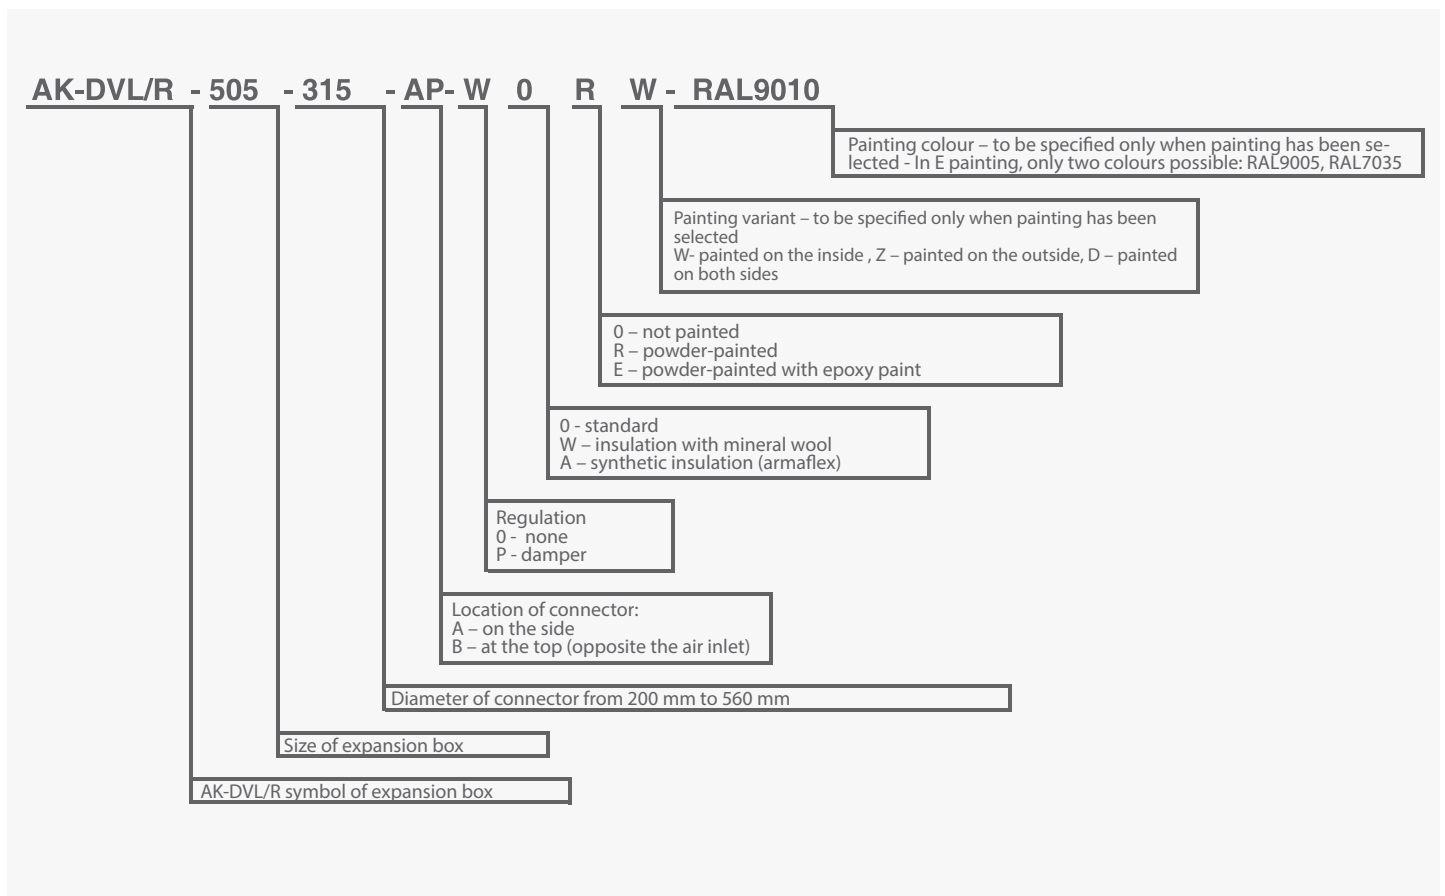 AK-DVL/R - 505 - 315 - AP- W 0 R W - RAL9010
Painting colour – to be specified only when painting has been se-
lected - In E painting, only two colours possible: RAL9005, RAL7035
Painting variant – to be specified only when painting has been
selected
W- painted on the inside , Z – painted on the outside, D – painted
on both sides
0 – not painted
R – powder-painted
E – powder-painted with epoxy paint
0 - standard
W – insulation with mineral wool
A – synthetic insulation (armaflex)
Regulation
0 - none
P - damper
Location of connector:
A – on the side
B – at the top (opposite the air inlet)
Diameter of connector from 200 mm to 560 mm
Size of expansion box
AK-DVL/R symbol of expansion box